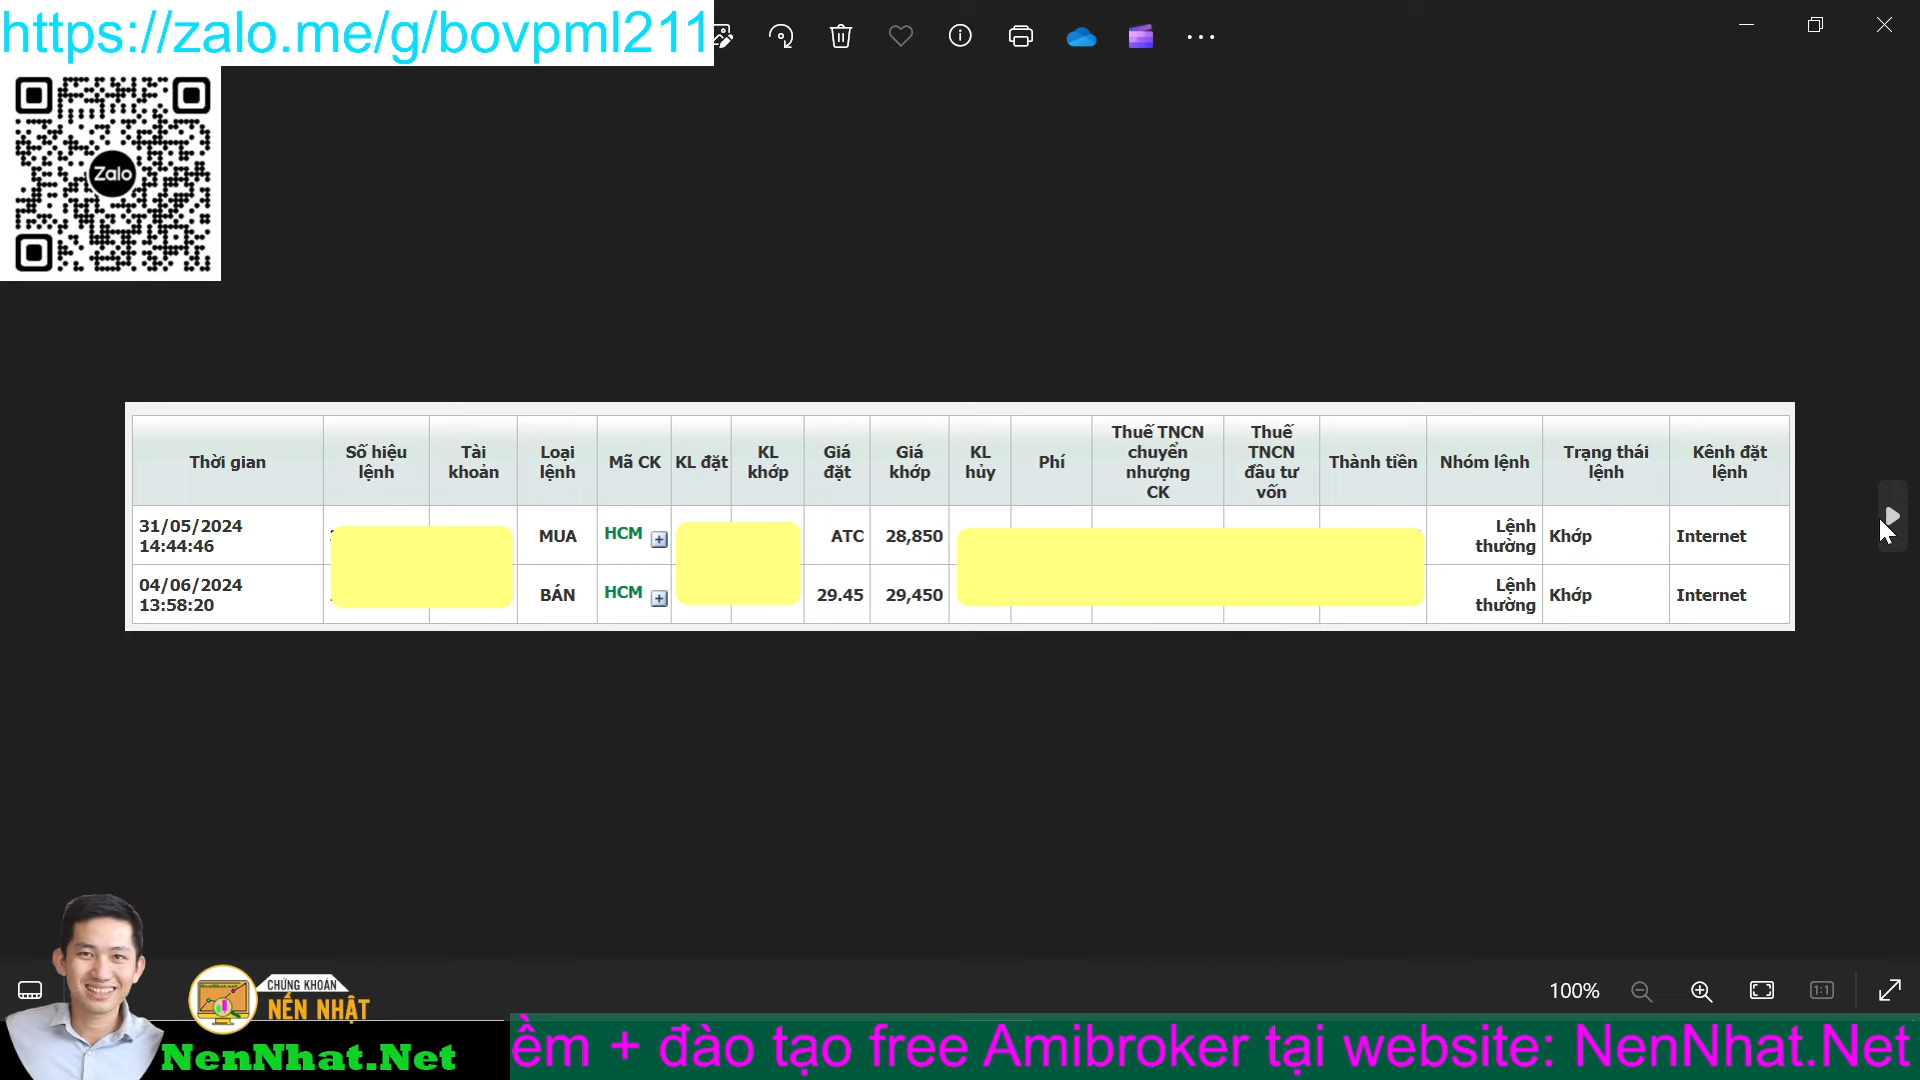 https://zalo.me/g/bovpml211
Zalo
Thời gian
Số hiệu
lệnh
Tài
khoản
Loại
lệnh
Mã CK
KL đặt
KL
khớp
Giá
đặt
Giá
khớp
KL
hủy
Phí
Thuế TNCN
chuyển
nhượng
CK
Thuế
TNCN
đầu tư
vốn
Thành tiền
Nhóm lệnh
Trạng thái
lệnh
Kênh đặt
lệnh
31/05/2024
14:44:46
MUA
HCM
ATC
28,850
Lệnh
thường
Khớp
Internet
04/06/2024
13:58:20
BÁN
HCM
29.45
29,450
Lệnh
thường
Khớp
Internet
100%
1:1
CHỨNG KHOÁN
NẾN NHẬT
NenNhat.Net
ềm + đào tạo free Amibroker tại website: NenNhat.Net